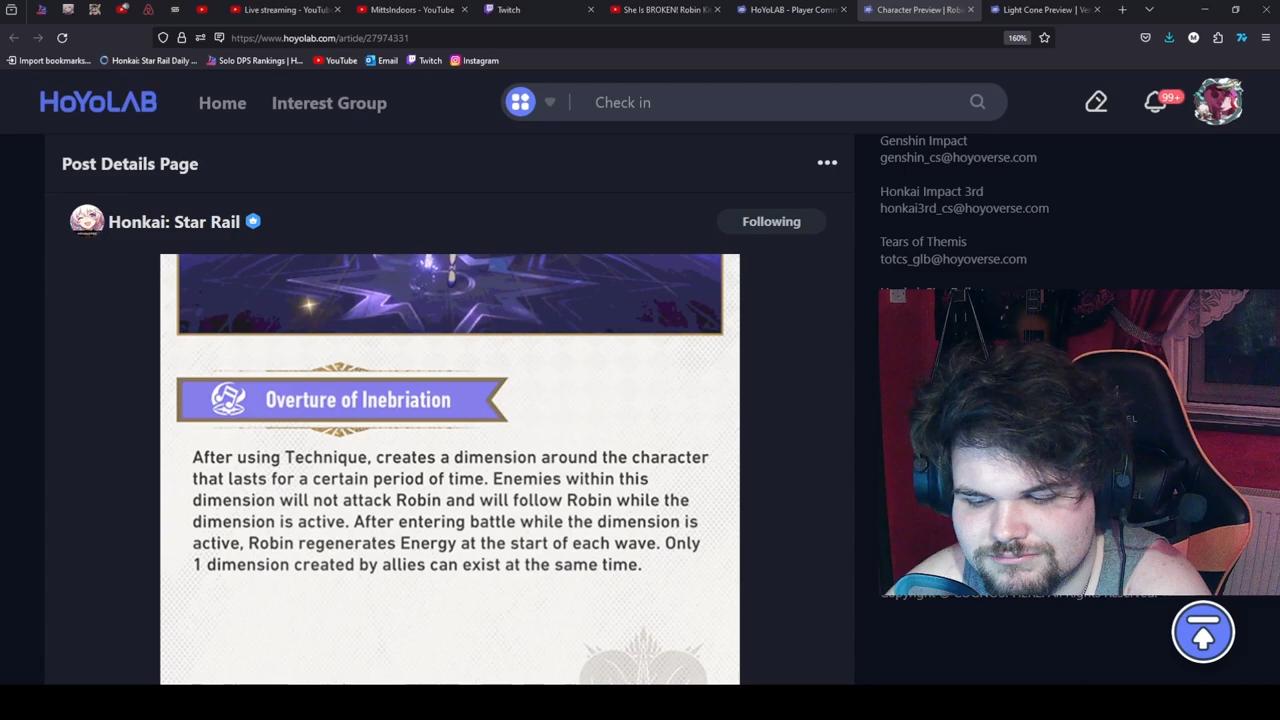 Live streaming - YouTu
MittsIndoors - YouTube
Twitch
She Is BROKEN! Robin K
HoYoLAB - Player Com
Character Preview | Rob
Light Cone Preview | Ve
https://www.hoyolab.com/article/27974331
160%
Import bookmarks...
Honkai: Star Rail Daily ...
Solo DPS Rankings | H...
YouTube
Email
Twitch
Instagram
HoYoLAB
Home
Interest Group
Check in
99+
Post Details Page
Honkai: Star Rail
Following
Genshin Impact
genshin_cs@hoyoverse.com
Honkai Impact 3rd
honkai3rd_cs@hoyoverse.com
Tears of Themis
totcs_glb@hoyoverse.com
Overture of Inebriation
After using Technique, creates a dimension around the character
that lasts for a certain period of time. Enemies within this
dimension will not attack Robin and will follow Robin while the
dimension is active. After entering battle while the dimension is
active, Robin regenerates Energy at the start of each wave. Only
1 dimension created by allies can exist at the same time.